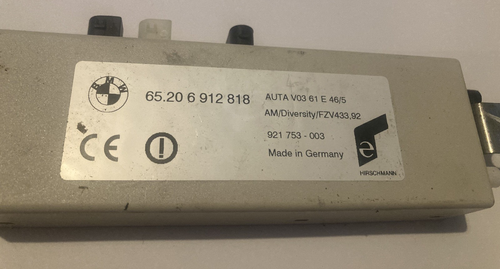 BMW
65.20 6 912 818
AUTA V03 61 E 46/5
AM/Diversity/FZV433,92
921 753 - 003
Made in Germany
CE
e
HIRSCHMANN